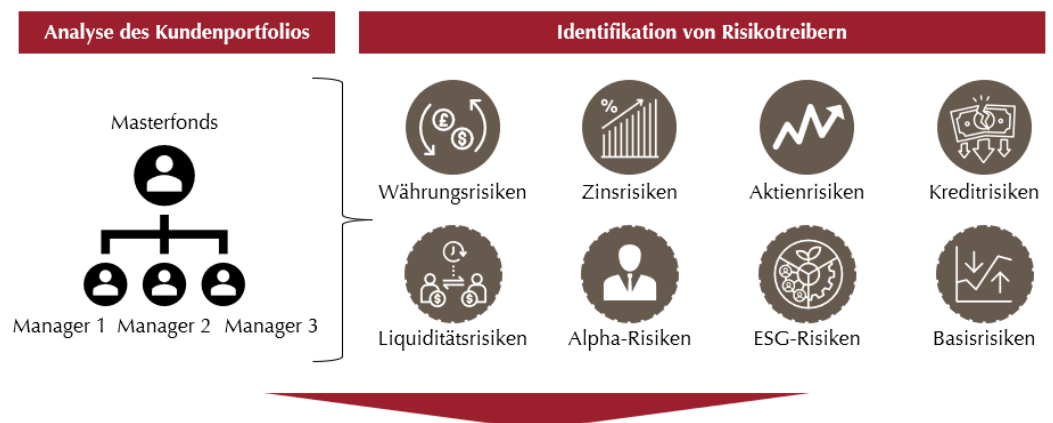 Analyse des Kundenportfolios
Identifikation von Risikotreibern
Masterfonds
Manager 1 Manager 2 Manager 3
£
$
%
Währungsrisiken Zinsrisiken Aktienrisiken Kreditrisiken
$ $
Liquiditätsrisiken Alpha-Risiken ESG-Risiken Basisrisiken